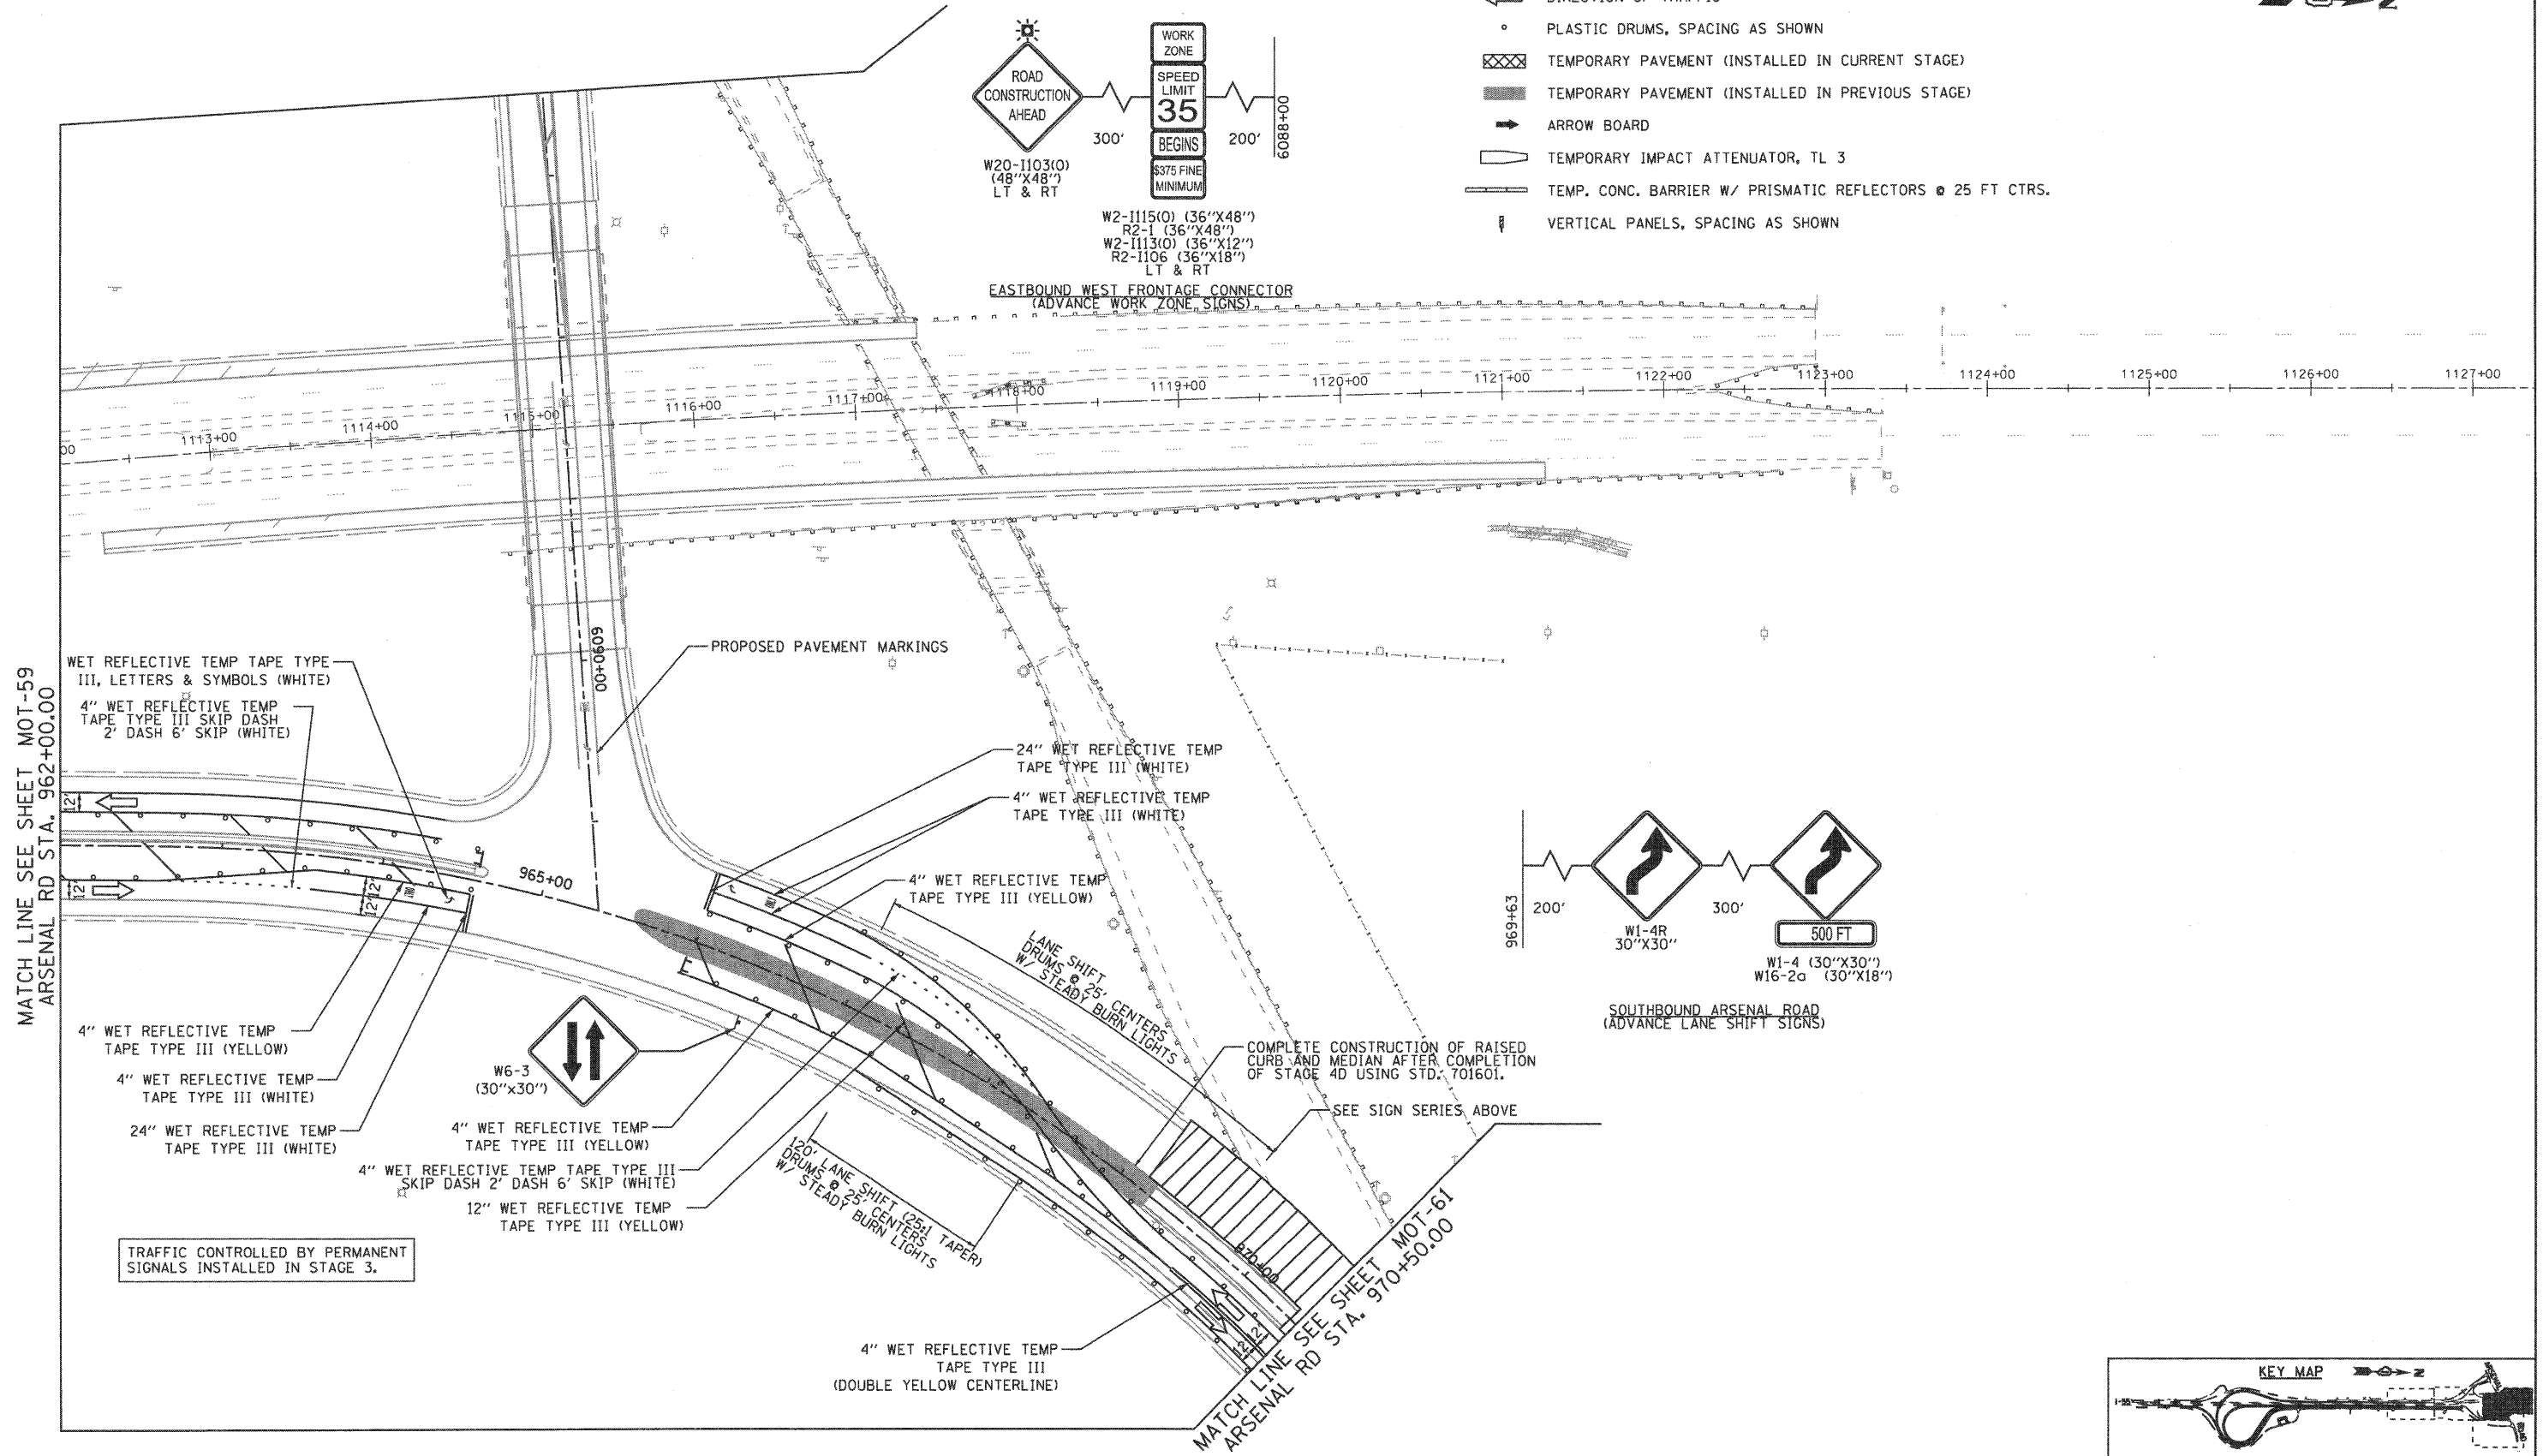 PLASTIC DRUMS, SPACING AS SHOWN
TEMPORARY PAVEMENT (INSTALLED IN CURRENT STAGE)
TEMPORARY PAVEMENT (INSTALLED IN PREVIOUS STAGE)
ARROW BOARD
TEMPORARY IMPACT ATTENUATOR, TL 3
TEMP. CONC. BARRIER W/ PRISMATIC REFLECTORS @ 25 FT CTRS.
VERTICAL PANELS, SPACING AS SHOWN
ROAD
CONSTRUCTION
AHEAD
W20-I103(O)
(48"X48")
LT & RT
300'
WORK
ZONE
SPEED
LIMIT
35
BEGINS
$375 FINE
MINIMUM
200'
6088+00
W2-I115(O) (36"X48")
R2-1 (36"X48")
W2-I113(O) (36"X12")
R2-I106 (36"X18")
LT & RT
EASTBOUND WEST FRONTAGE CONNECTOR
(ADVANCE WORK ZONE SIGNS)
00
1113+00
1114+00
1115+00
1116+00
1117+00
1118+00
1119+00
1120+00
1121+00
1122+00
1123+00
1124+00
1125+00
1126+00
1127+00
6090+00
PROPOSED PAVEMENT MARKINGS
MATCH LINE SEE SHEET MOT-59
ARSENAL RD STA. 962+00.00
WET REFLECTIVE TEMP TAPE TYPE
III, LETTERS & SYMBOLS (WHITE)
4" WET REFLECTIVE TEMP
TAPE TYPE III SKIP DASH
2' DASH 6' SKIP (WHITE)
12'
12'
12'
12'
965+00
24" WET REFLECTIVE TEMP
TAPE TYPE III (WHITE)
4" WET REFLECTIVE TEMP
TAPE TYPE III (WHITE)
4" WET REFLECTIVE TEMP
TAPE TYPE III (YELLOW)
LANE SHIFT
DRUMS @ 25' CENTERS
W/ STEADY BURN LIGHTS
969+63
200'
W1-4R
30"X30"
300'
500 FT
W1-4 (30"X30")
W16-2a (30"X18")
SOUTHBOUND ARSENAL ROAD
(ADVANCE LANE SHIFT SIGNS)
4" WET REFLECTIVE TEMP
TAPE TYPE III (YELLOW)
4" WET REFLECTIVE TEMP
TAPE TYPE III (WHITE)
24" WET REFLECTIVE TEMP
TAPE TYPE III (WHITE)
W6-3
(30"x30")
4" WET REFLECTIVE TEMP
TAPE TYPE III (YELLOW)
4" WET REFLECTIVE TEMP TAPE TYPE III
SKIP DASH 2' DASH 6' SKIP (WHITE)
12" WET REFLECTIVE TEMP
TAPE TYPE III (YELLOW)
120' LANE SHIFT (25:1 TAPER)
DRUMS @ 25' CENTERS
W/ STEADY BURN LIGHTS
COMPLETE CONSTRUCTION OF RAISED
CURB AND MEDIAN AFTER COMPLETION
OF STAGE 4D USING STD. 701601.
SEE SIGN SERIES ABOVE
TRAFFIC CONTROLLED BY PERMANENT
SIGNALS INSTALLED IN STAGE 3.
970+00
12'
12'
4" WET REFLECTIVE TEMP
TAPE TYPE III
(DOUBLE YELLOW CENTERLINE)
MATCH LINE SEE SHEET MOT-61
ARSENAL RD STA. 970+50.00
KEY MAP
N
I-55